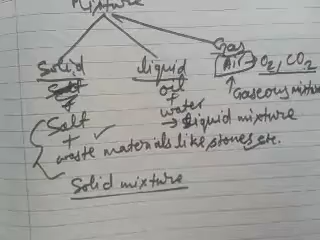 Mixture
Gas
Solid liquid Air → O2, CO2
Salt oil Gaseous mixture
+ +
Salt water
+ → Liquid mixture
waste materials like stones etc.
Solid mixture